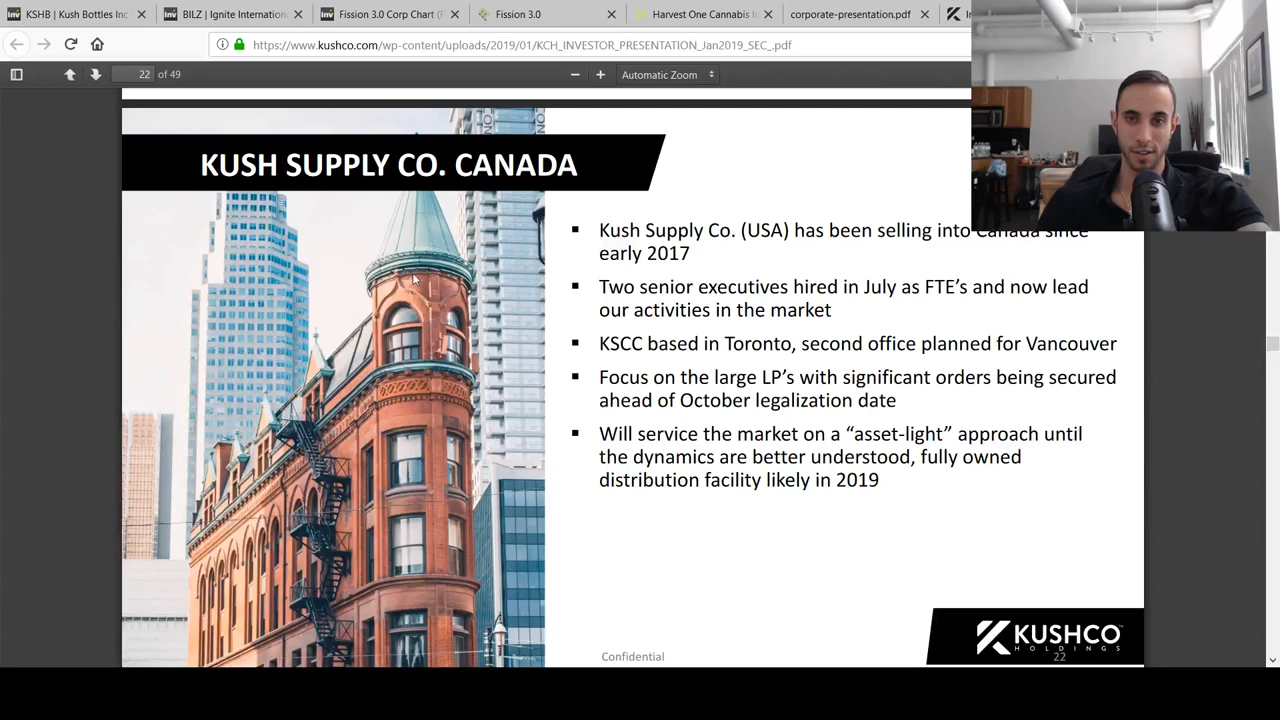 KSHB | Kush Bottles Inc
BILZ | Ignite Internation
Fission 3.0 Corp Chart (F
Fission 3.0
Harvest One Cannabis In
corporate-presentation.pdf
https://www.kushco.com/wp-content/uploads/2019/01/KCH_INVESTOR_PRESENTATION_Jan2019_SEC_.pdf
22 of 49
Automatic Zoom
KUSH SUPPLY CO. CANADA
▪ Kush Supply Co. (USA) has been selling into Canada since
early 2017
▪ Two senior executives hired in July as FTE’s and now lead
our activities in the market
▪ KSCC based in Toronto, second office planned for Vancouver
▪ Focus on the large LP’s with significant orders being secured
ahead of October legalization date
▪ Will service the market on a “asset-light” approach until
the dynamics are better understood, fully owned
distribution facility likely in 2019
KUSHCO™
HOLDINGS
Confidential
22